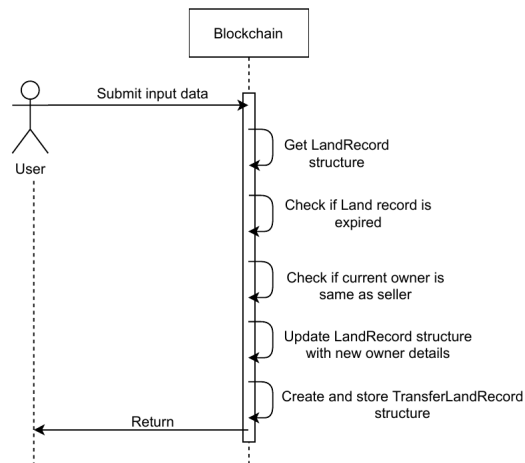 Blockchain
Submit input data
User
Get LandRecord
structure
Check if Land record is
expired
Check if current owner is
same as seller
Update LandRecord structure
with new owner details
Create and store TransferLandRecord
structure
Return